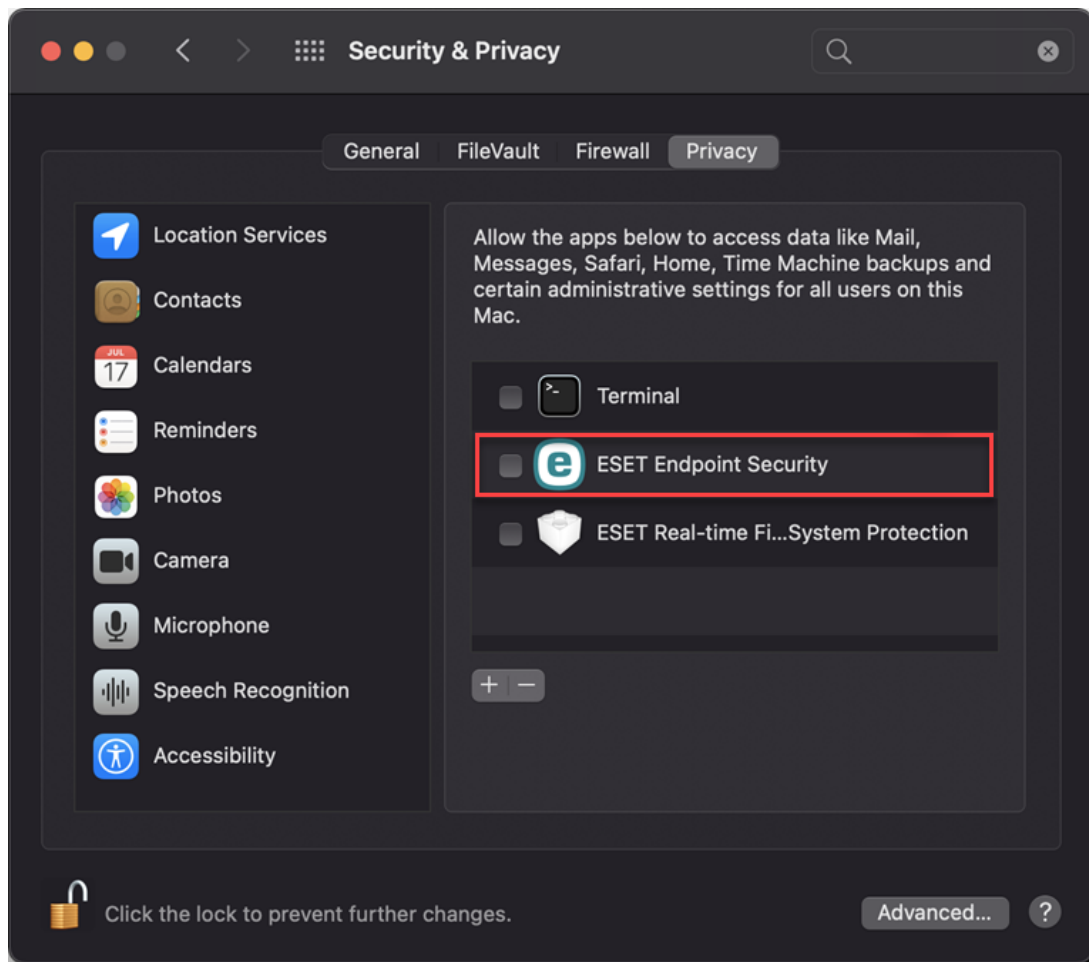 Security & Privacy
General
FileVault
Firewall
Privacy
Location Services
Contacts
JUL
17
Calendars
Reminders
Photos
Camera
Microphone
Speech Recognition
Accessibility
Allow the apps below to access data like Mail,
Messages, Safari, Home, Time Machine backups and
certain administrative settings for all users on this
Mac.
>_
Terminal
e
ESET Endpoint Security
ESET Real-time Fi...System Protection
+ −
Click the lock to prevent further changes.
Advanced...
?